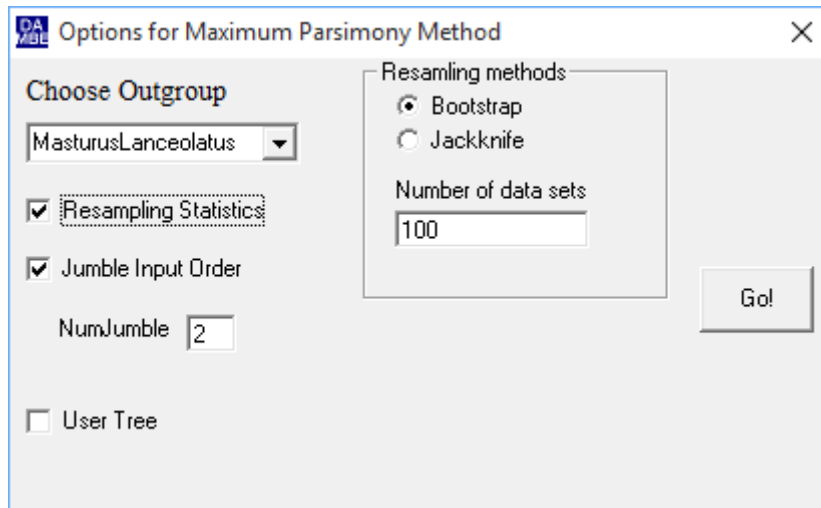 DA
MBE
Options for Maximum Parsimony Method
Choose Outgroup
MasturusLanceolatus
Resampling Statistics
Jumble Input Order
NumJumble 2
User Tree
Resamling methods
Bootstrap
Jackknife
Number of data sets
100
Go!